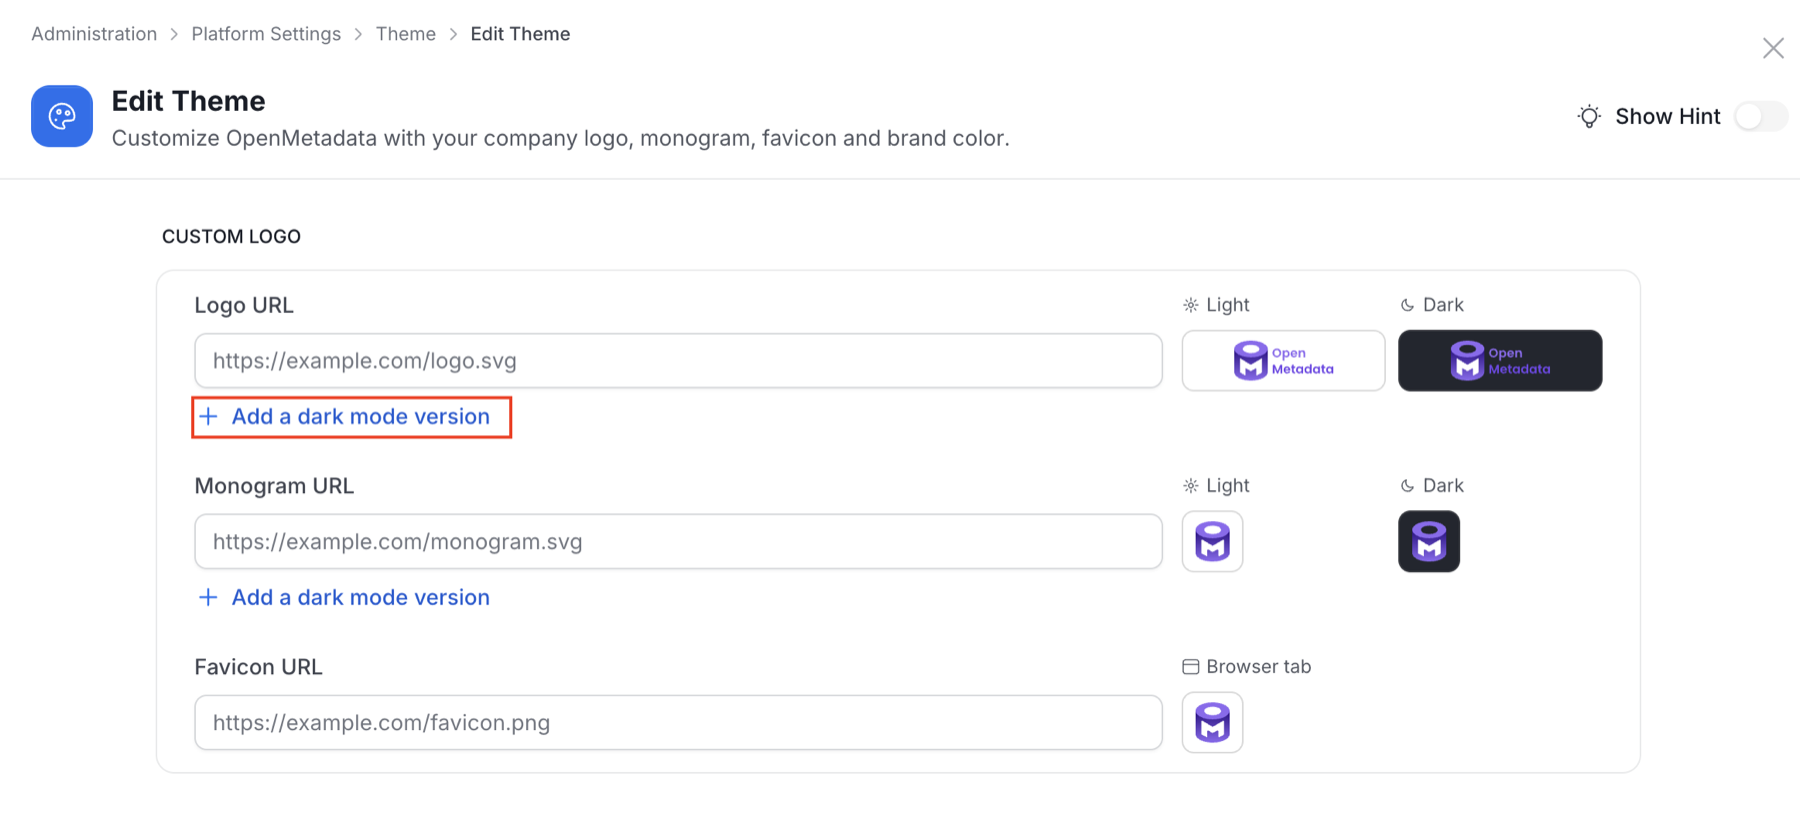 Administration > Platform Settings > Theme > Edit Theme
Edit Theme
Customize OpenMetadata with your company logo, monogram, favicon and brand color.
Show Hint
CUSTOM LOGO
Logo URL
Light
Dark
https://example.com/logo.svg
Open
Metadata
Open
Metadata
+ Add a dark mode version
Monogram URL
Light
Dark
https://example.com/monogram.svg
+ Add a dark mode version
Favicon URL
Browser tab
https://example.com/favicon.png